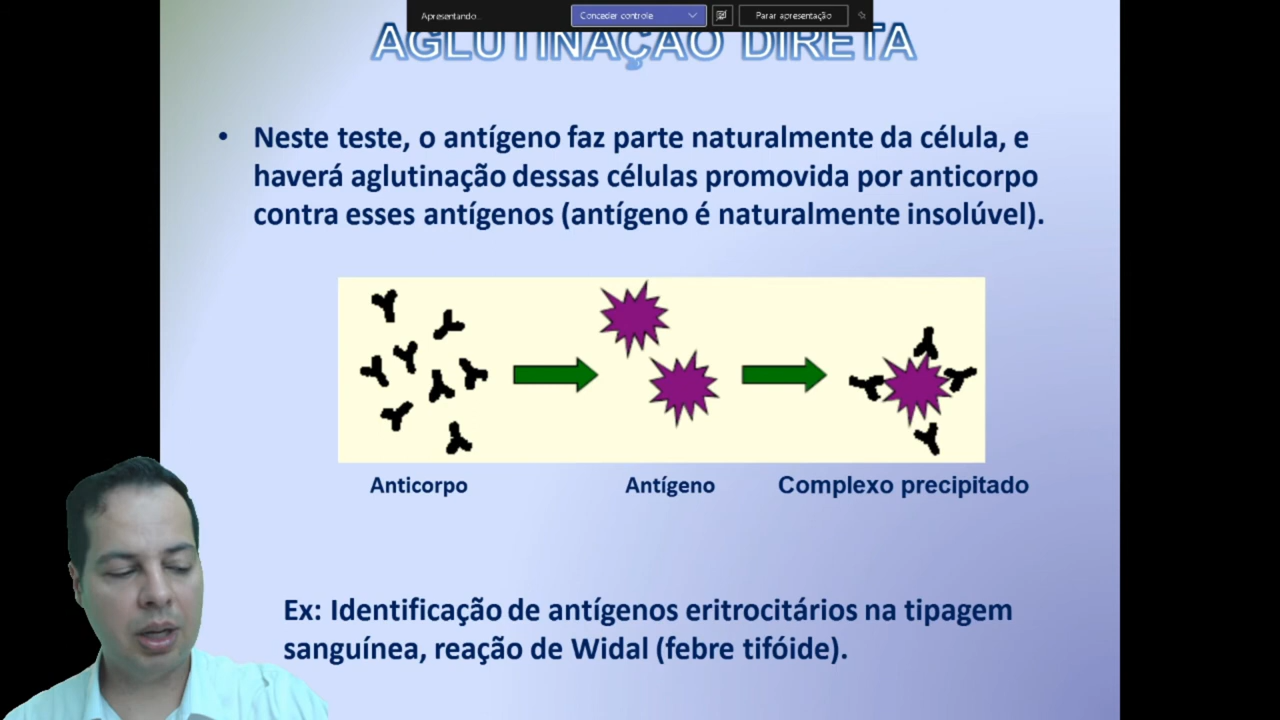 Apresentando...
Conceder controle
Parar apresentação
AGLUTINAÇÃO DIRETA
• Neste teste, o antígeno faz parte naturalmente da célula, e
haverá aglutinação dessas células promovida por anticorpo
contra esses antígenos (antígeno é naturalmente insolúvel).
Anticorpo
Antígeno
Complexo precipitado
Ex: Identificação de antígenos eritrocitários na tipagem
sanguínea, reação de Widal (febre tifóide).